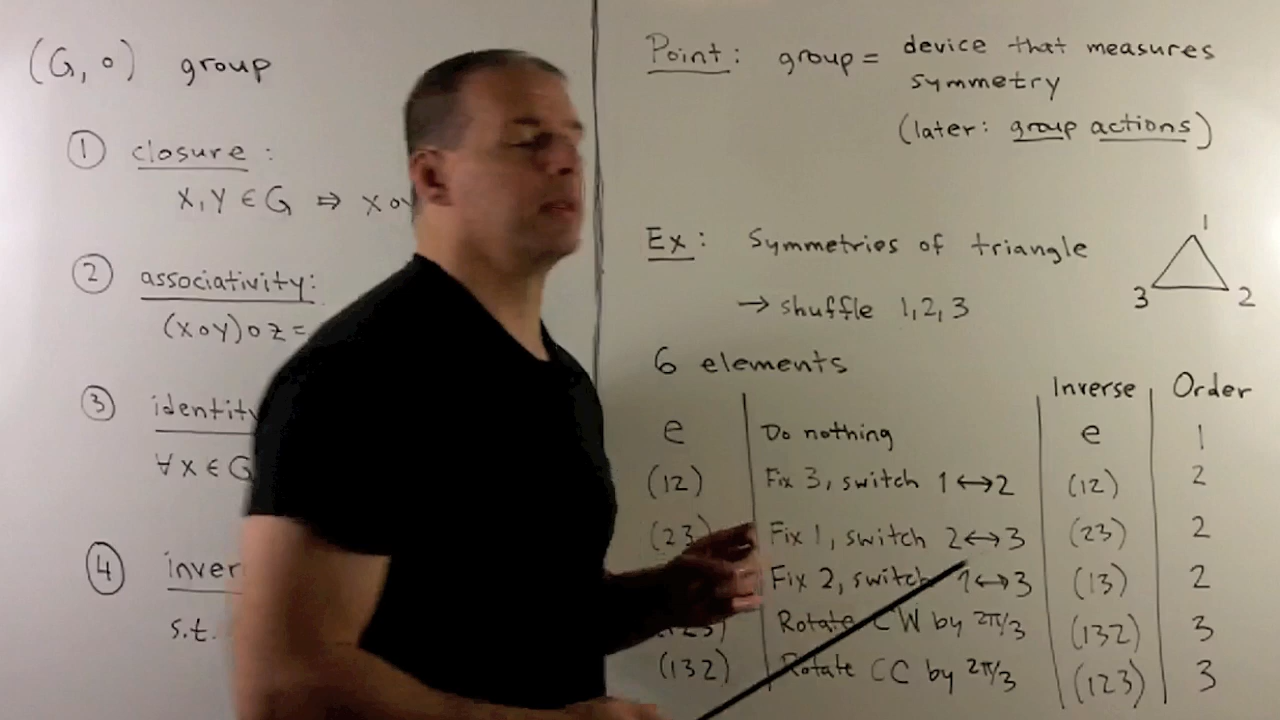 (G, ∘) group
① closure:
x, y ∈ G ⇒ x∘y
② associativity:
(x∘y)∘z =
③ identity
∀x ∈ G
④ inver
s.t.
Point: group = device that measures
symmetry
(later: group actions)
Ex: Symmetries of triangle
→ shuffle 1,2,3
1
3 2
6 elements
Inverse Order
e Do nothing e 1
(12) Fix 3, switch 1↔2 (12) 2
(23) Fix 1, switch 2↔3 (23) 2
Fix 2, switch 1↔3 (13) 2
(123) Rotate CW by 2π/3 (132) 3
(132) Rotate CC by 2π/3 (123) 3